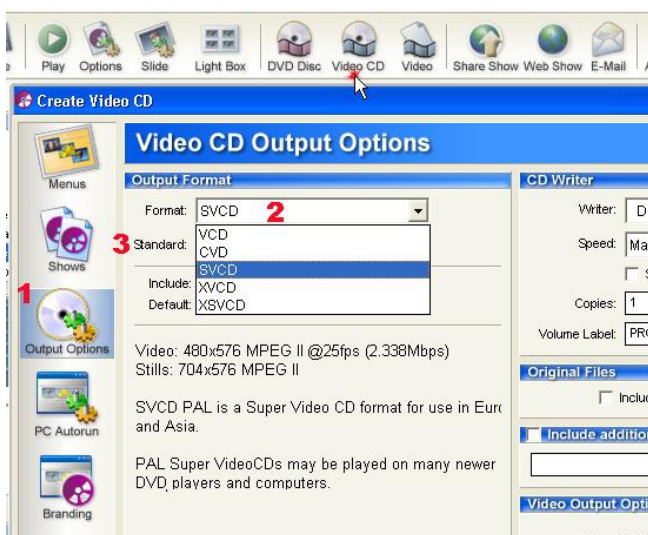 Play Options Slide Light Box DVD Disc Video CD Video Share Show Web Show E-Mail
Create Video CD
Menus
Shows
1
Output Options
PC Autorun
Branding
Video CD Output Options
Output Format
Format: SVCD 2
3 Standard:
VCD
CVD
SVCD
XVCD
XSVCD
Include:
Default:
Video: 480x576 MPEG II @25fps (2.338Mbps)
Stills: 704x576 MPEG II
SVCD PAL is a Super Video CD format for use in Euro
and Asia.
PAL Super VideoCDs may be played on many newer
DVD players and computers.
CD Writer
Writer: D
Speed: Ma
Copies: 1
Volume Label: PRO
Original Files
Includ
Include addition
Video Output Opti